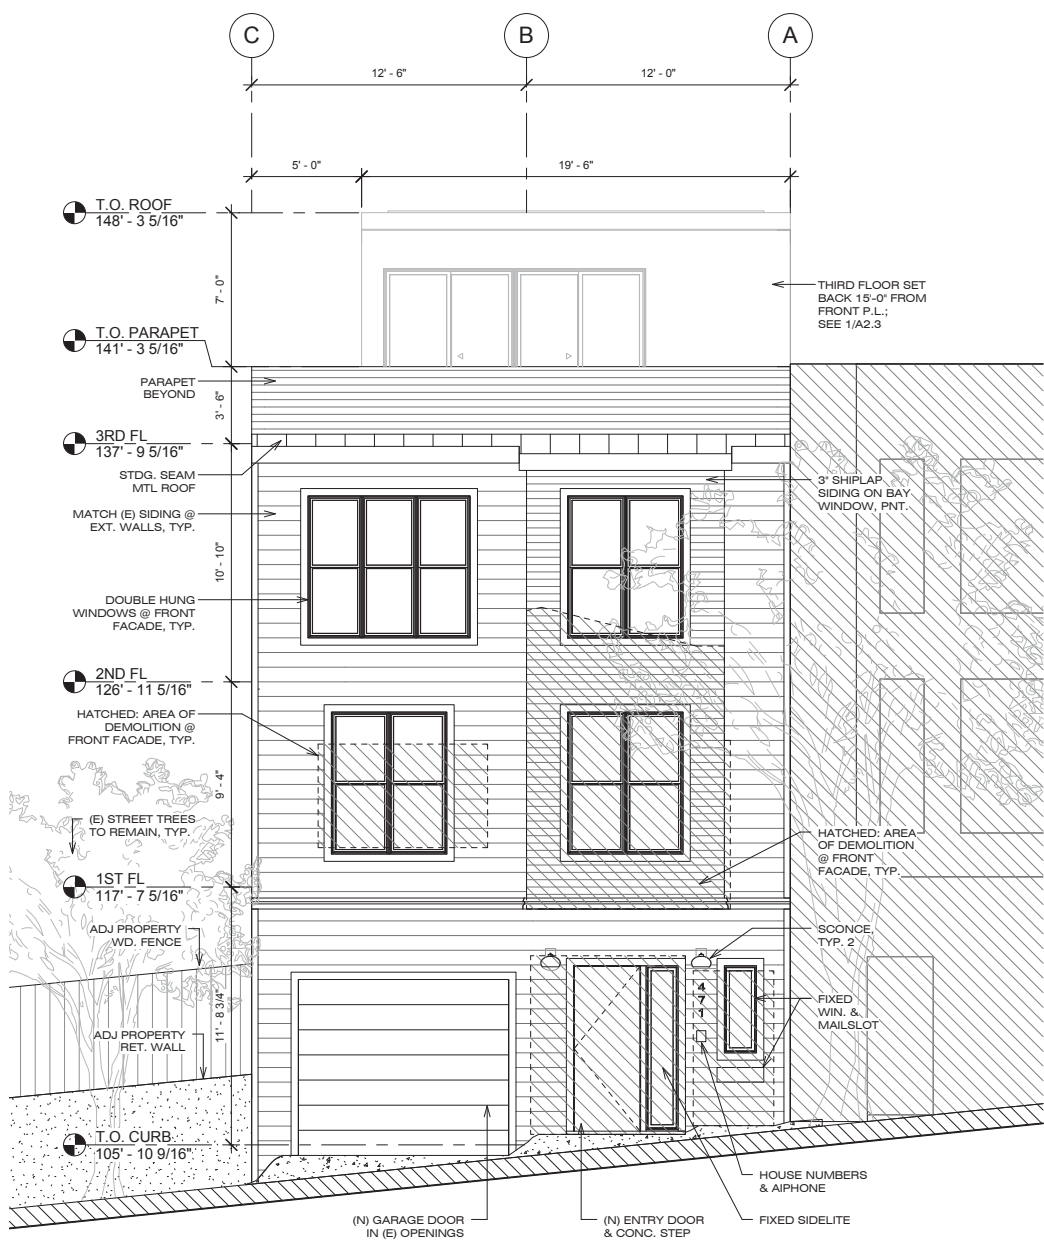 C
B
A
12' - 6"
12' - 0"
5' - 0"
19' - 6"
T.O. ROOF
148' - 3 5/16"
7' - 0"
THIRD FLOOR SET
BACK 15'-0" FROM
FRONT P.L.;
SEE 1/A2.3
T.O. PARAPET
141' - 3 5/16"
PARAPET
BEYOND
3' - 6"
3RD FL
137' - 9 5/16"
STDG. SEAM
MTL ROOF
3" SHIPLAP
SIDING ON BAY
WINDOW, PNT.
MATCH (E) SIDING @
EXT. WALLS, TYP.
10' - 10"
DOUBLE HUNG
WINDOWS @ FRONT
FACADE, TYP.
2ND FL
126' - 11 5/16"
HATCHED: AREA OF
DEMOLITION @
FRONT FACADE, TYP.
9' - 4"
(E) STREET TREES
TO REMAIN, TYP.
HATCHED: AREA
OF DEMOLITION
@ FRONT
FACADE, TYP.
1ST FL
117' - 7 5/16"
ADJ PROPERTY
WD. FENCE
SCONCE,
TYP. 2
4
7
1
FIXED
WIN. &
MAILSLOT
11' - 8 3/4"
ADJ PROPERTY
RET. WALL
T.O. CURB
105' - 10 9/16"
HOUSE NUMBERS
& AIPHONE
(N) GARAGE DOOR
IN (E) OPENINGS
(N) ENTRY DOOR
& CONC. STEP
FIXED SIDELITE